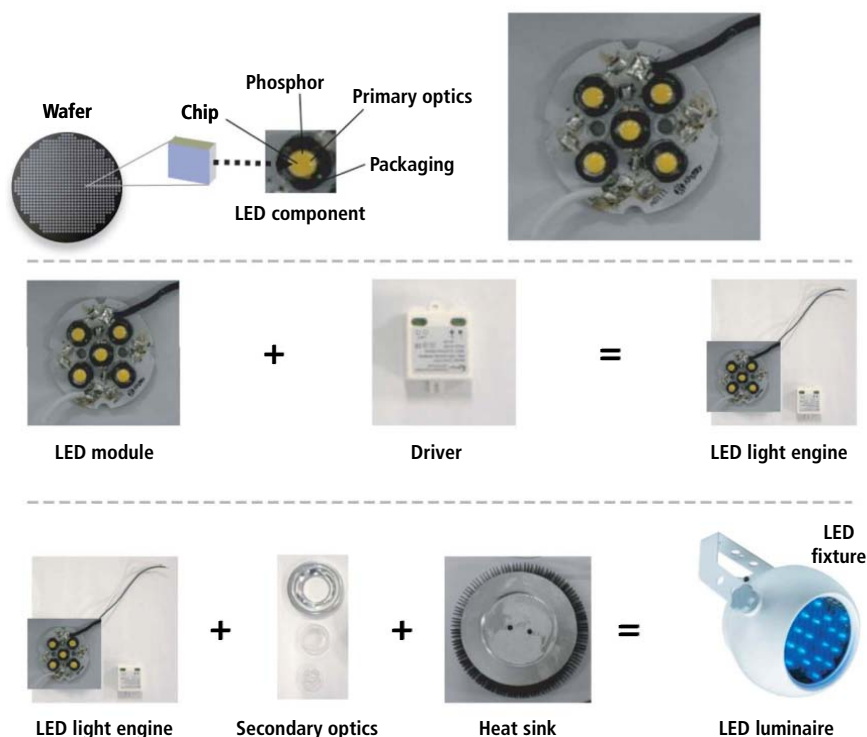 Wafer
Chip
Phosphor
Primary optics
Packaging
LED component
+
=
LED module
Driver
LED light engine
+
+
=
LED
fixture
LED light engine
Secondary optics
Heat sink
LED luminaire